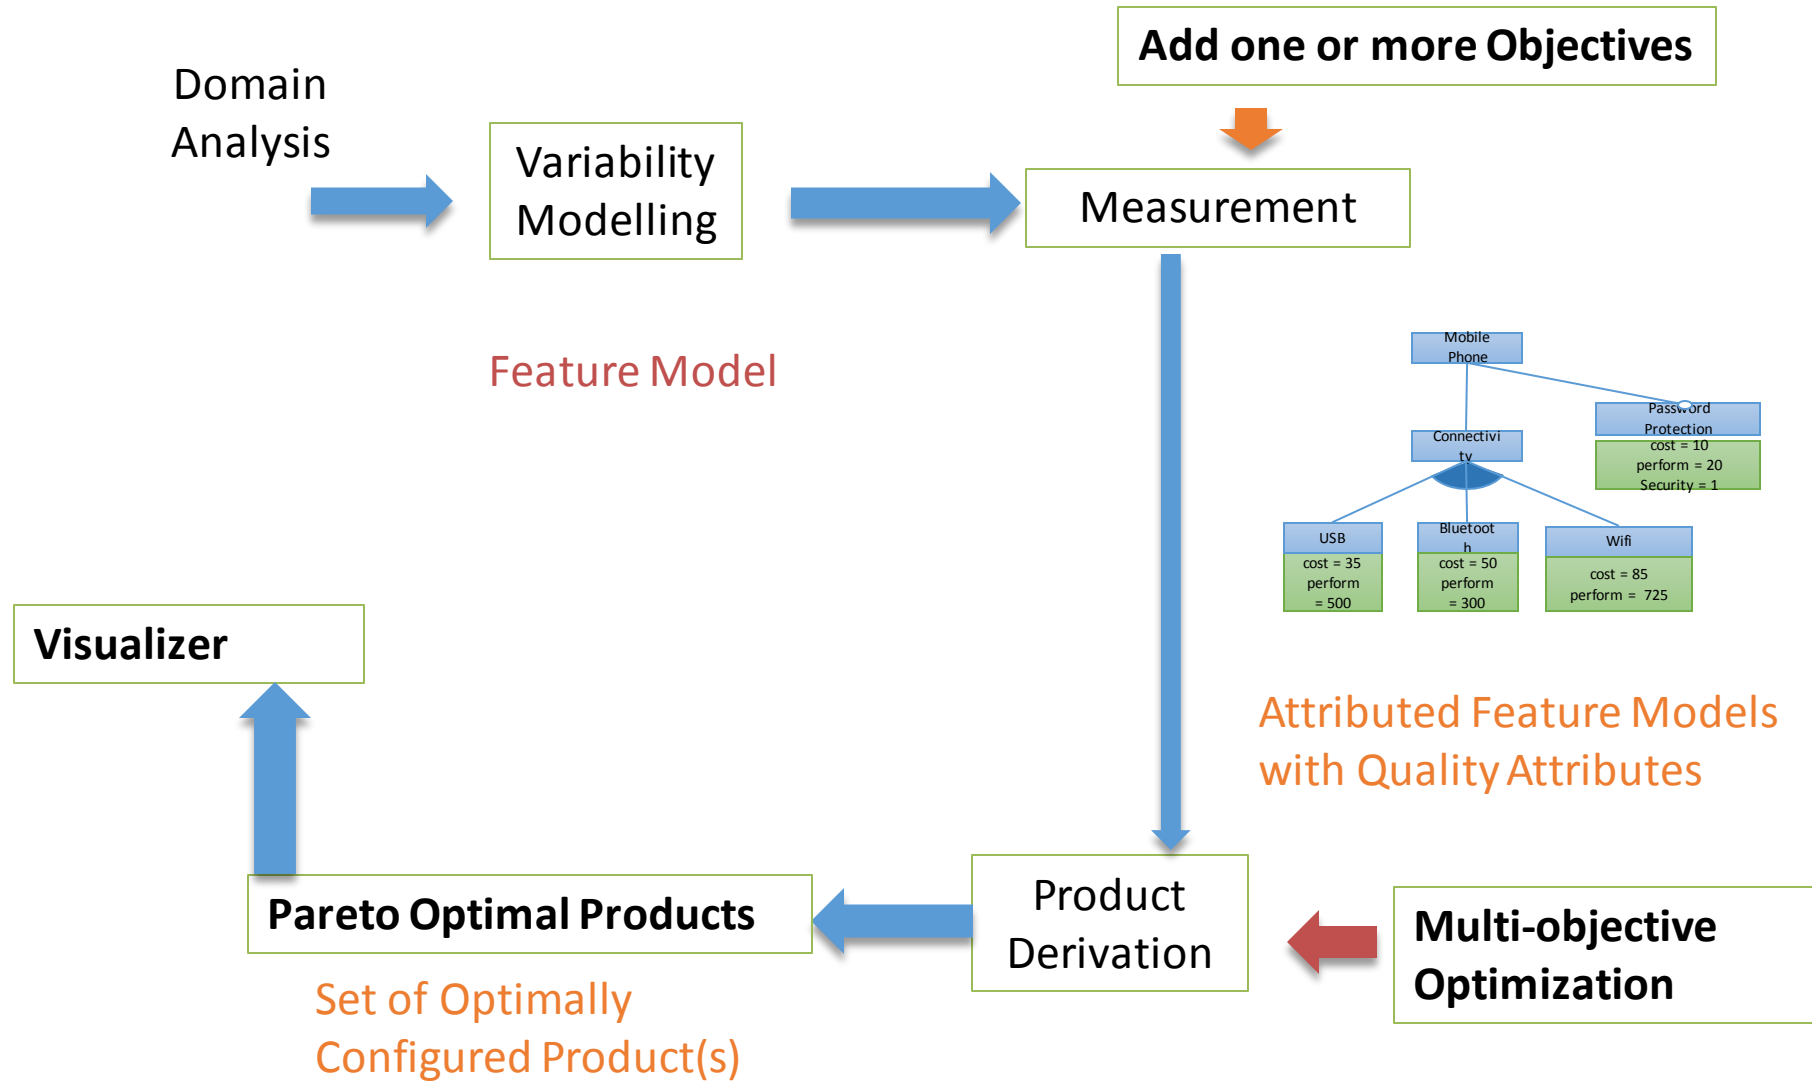 Add one or more Objectives
Domain
Analysis
Variability
Modelling
Measurement
Feature Model
Mobile
Phone
Password
Protection
cost = 10
perform = 20
Security = 1
Connectivi
ty
USB
cost = 35
perform
= 500
Bluetoot
h
cost = 50
perform
= 300
Wifi
cost = 85
perform = 725
Visualizer
Attributed Feature Models
with Quality Attributes
Product
Derivation
Multi-objective
Optimization
Pareto Optimal Products
Set of Optimally
Configured Product(s)